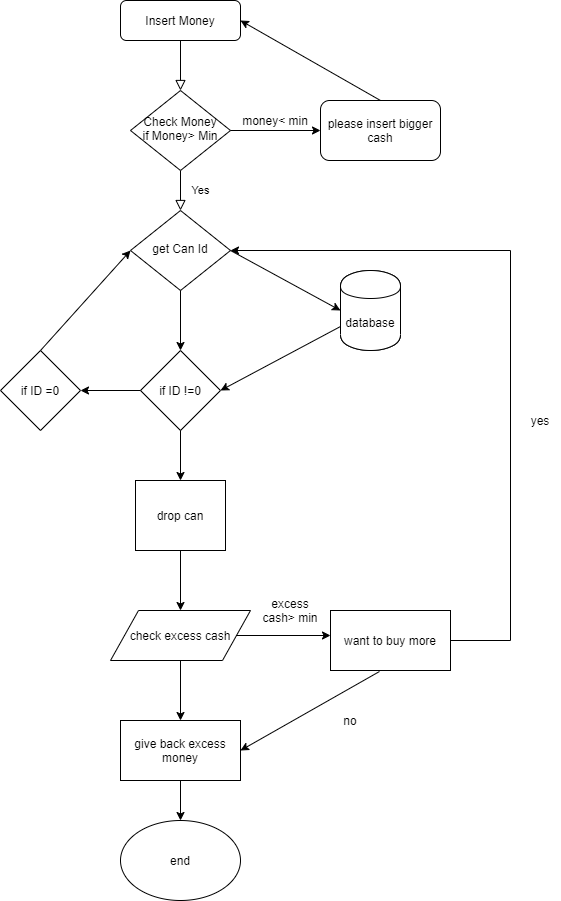 Insert Money
Check Money
if Money> Min
money< min
please insert bigger
cash
Yes
get Can Id
database
if ID =0
if ID !=0
yes
drop can
excess
cash> min
check excess cash
want to buy more
no
give back excess
money
end